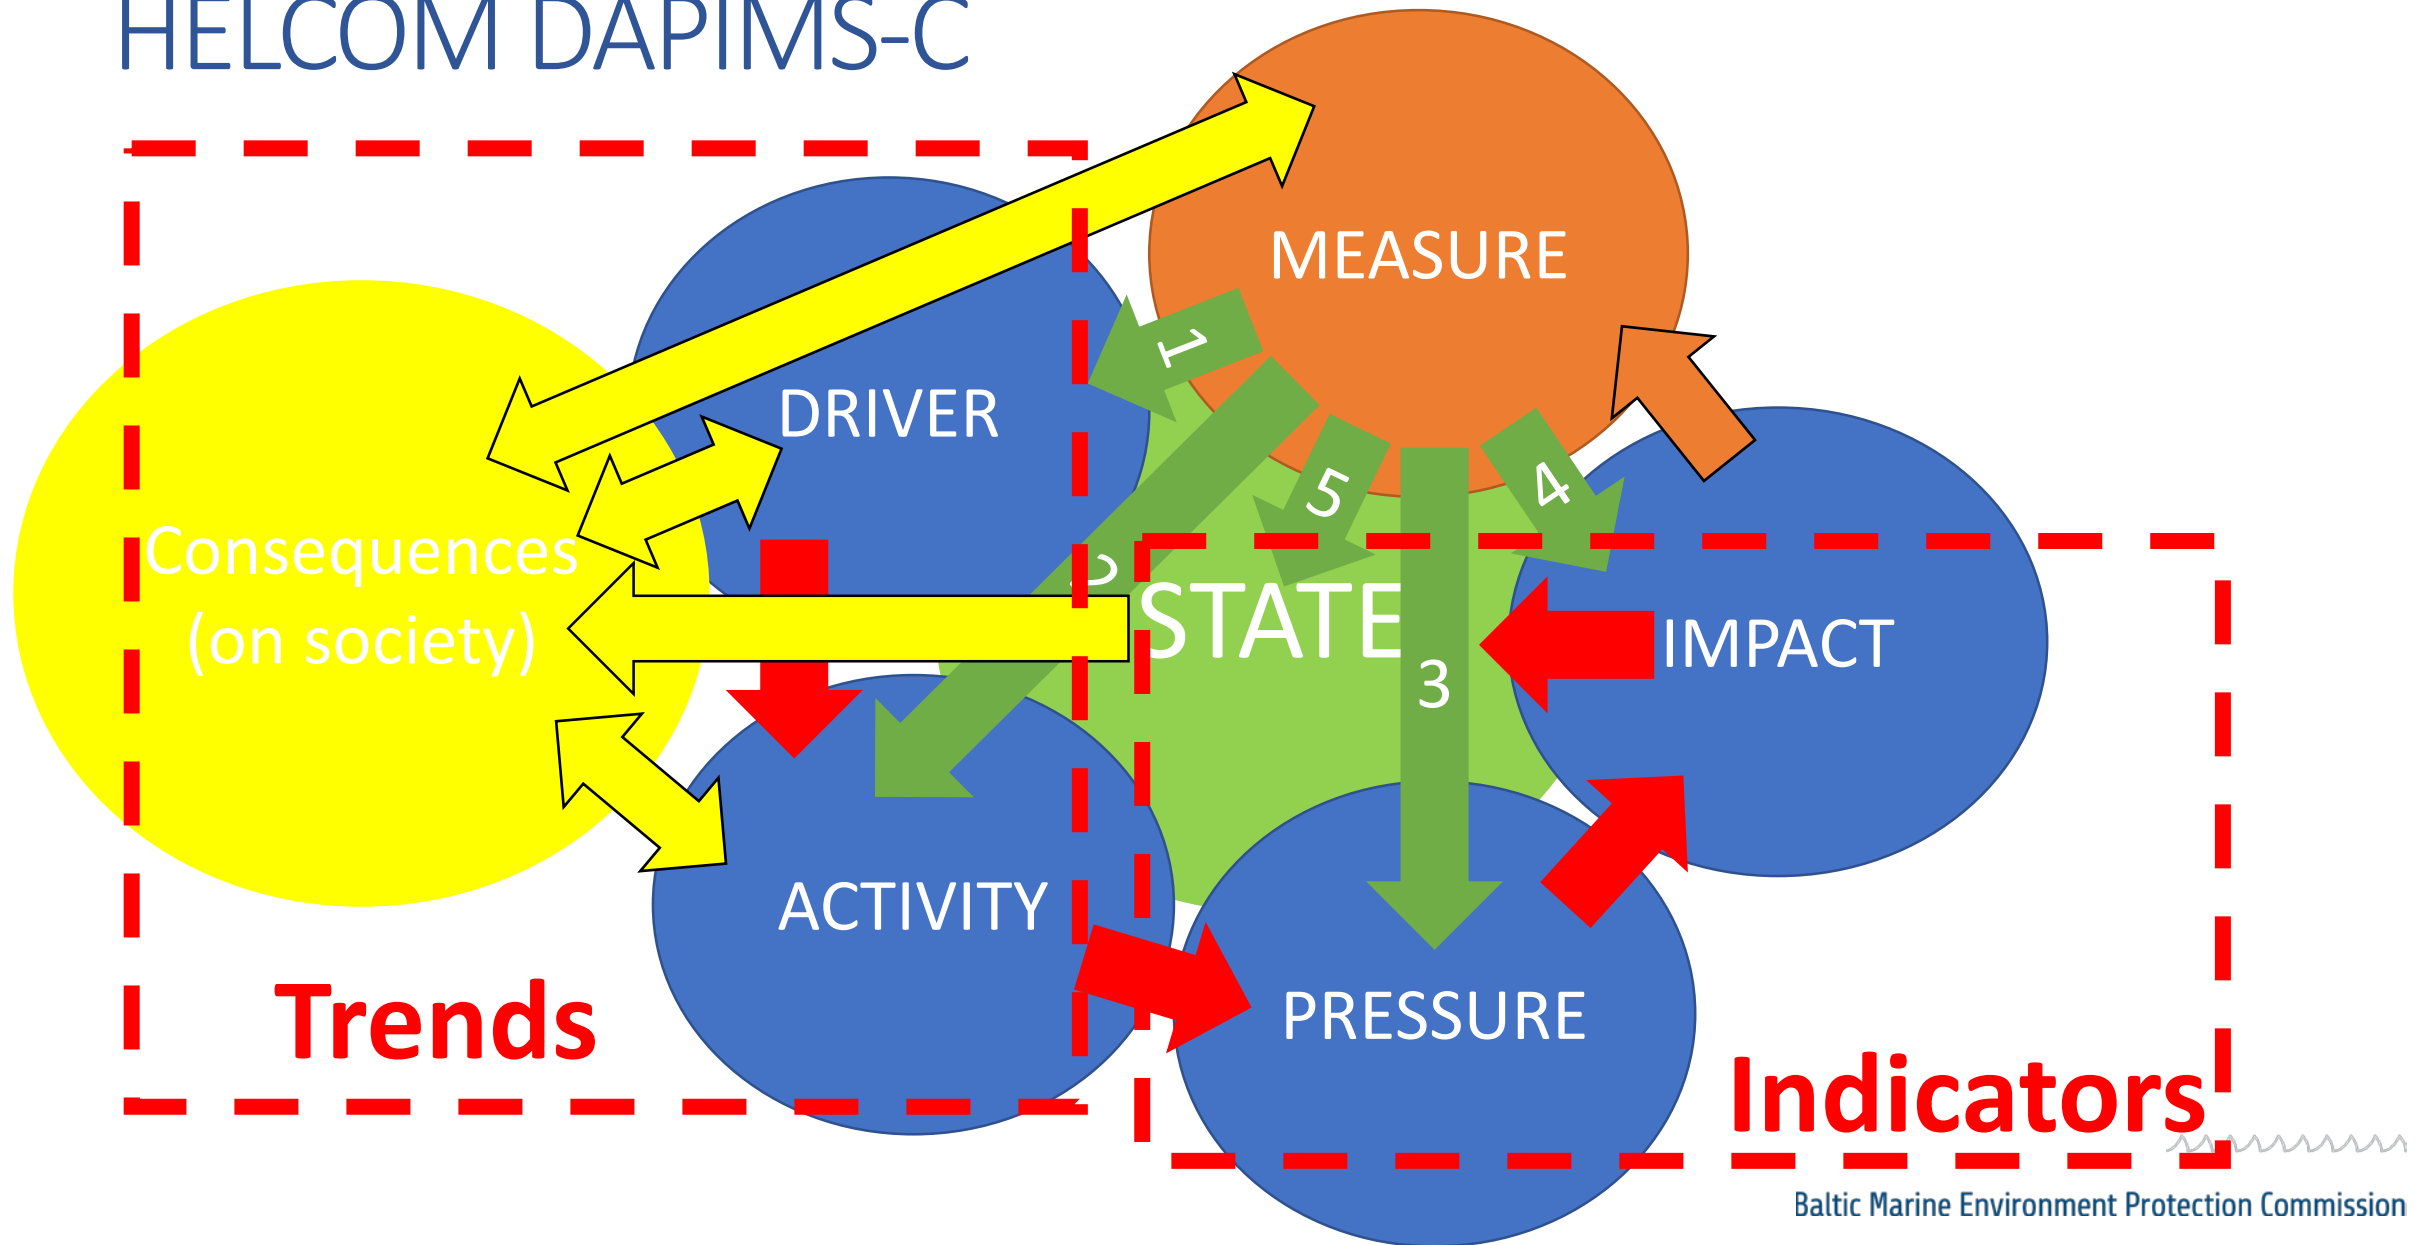 HELCOM DAPIMS-C
MEASURE
1
DRIVER
5
4
Consequences
(on society)
2
STATE
3
IMPACT
ACTIVITY
PRESSURE
Trends
Indicators
Baltic Marine Environment Protection Commission